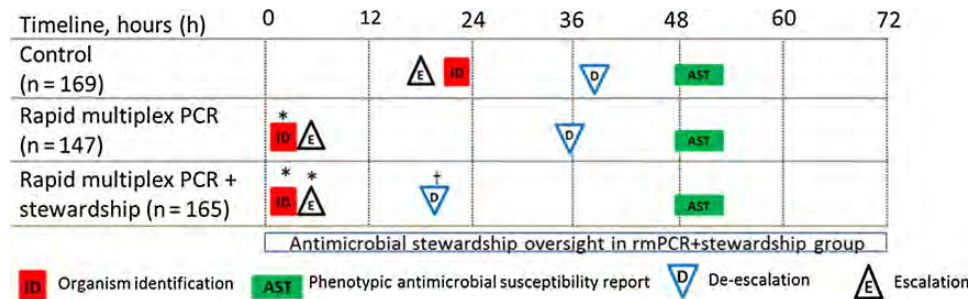 Timeline, hours (h) 0 12 24 36 48 60 72
Control
(n = 169)
E ID D AST
Rapid multiplex PCR
(n = 147)
*
ID E D AST
Rapid multiplex PCR +
stewardship (n = 165)
* * †
ID E D AST
Antimicrobial stewardship oversight in rmPCR+stewardship group
ID Organism identification AST Phenotypic antimicrobial susceptibility report D De-escalation E Escalation